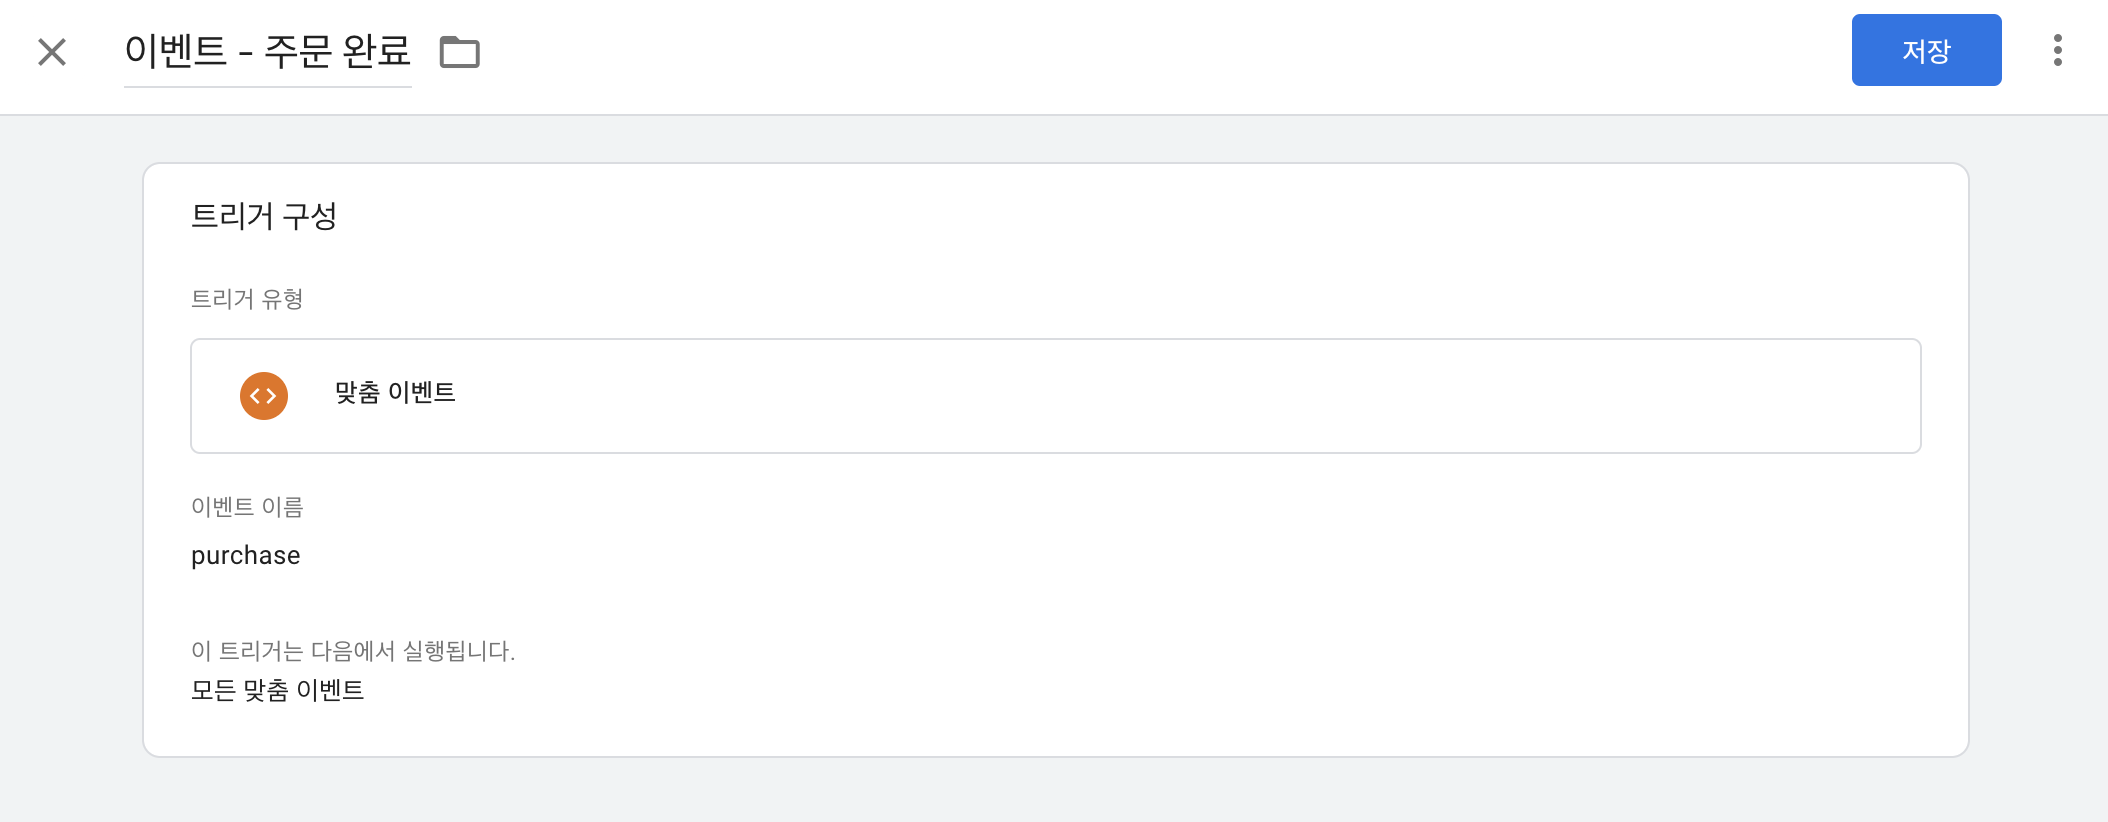 이벤트 - 주문 완료
저장
트리거 구성
트리거 유형
맞춤 이벤트
이벤트 이름
purchase
이 트리거는 다음에서 실행됩니다.
모든 맞춤 이벤트